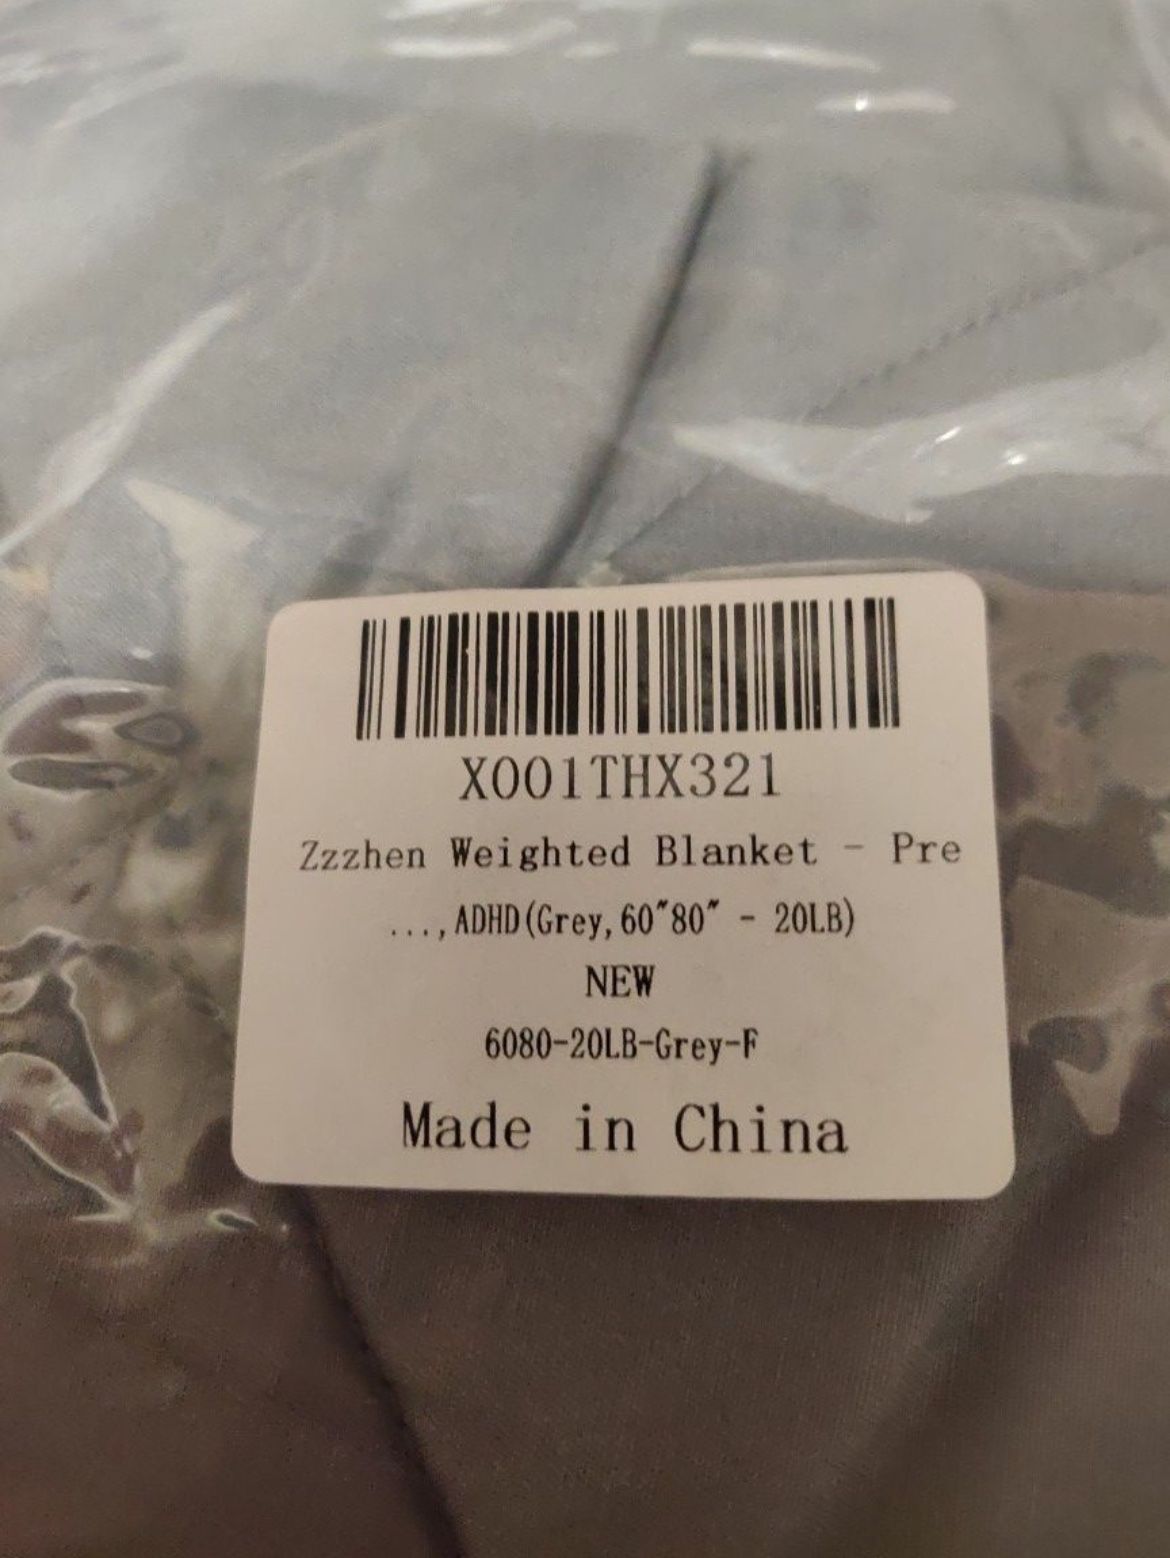 X001THX321
Zzzhen Weighted Blanket - Pre
...,ADHD(Grey,60″80″ - 20LB)
NEW
6080-20LB-Grey-F
Made in China